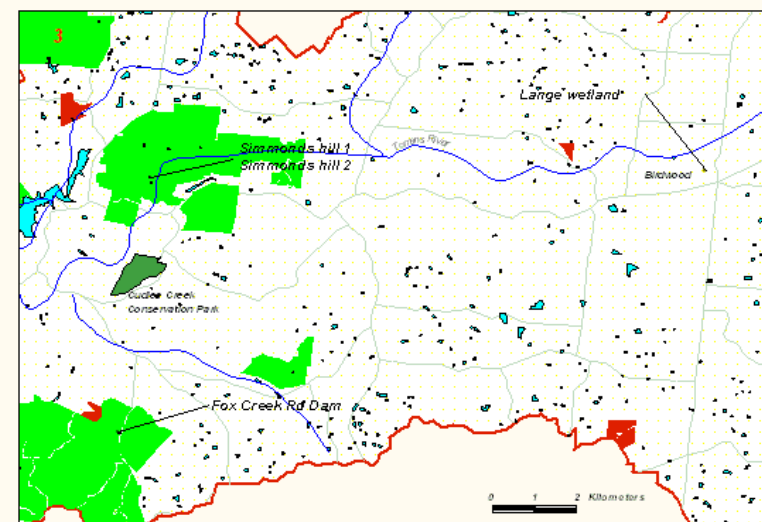 3
Lange wetland
Simmonds hill 1
Simmonds hill 2
Torrens River
Birdwood
Cudlee Creek
Conservation Park
Fox Creek Rd Dam
0 1 2 Kilometers